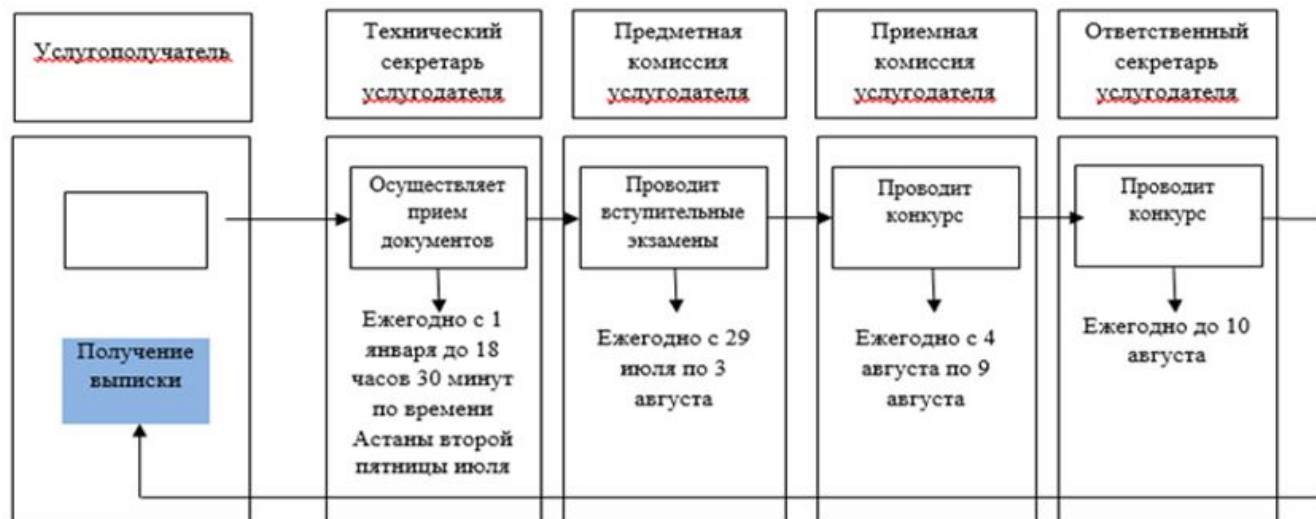 Услугополучатель
Технический
секретарь
услугодателя
Предметная
комиссия
услугодателя
Приемная
комиссия
услугодателя
Ответственный
секретарь
услугодателя
Осуществляет
прием
документов
Ежегодно с 1
января до 18
часов 30 минут
по времени
Астаны второй
пятницы июля
Проводит
вступительные
экзамены
Ежегодно с 29
июля по 3
августа
Проводит
конкурс
Ежегодно с 4
августа по 9
августа
Проводит
конкурс
Ежегодно до 10
августа
Получение
выписки